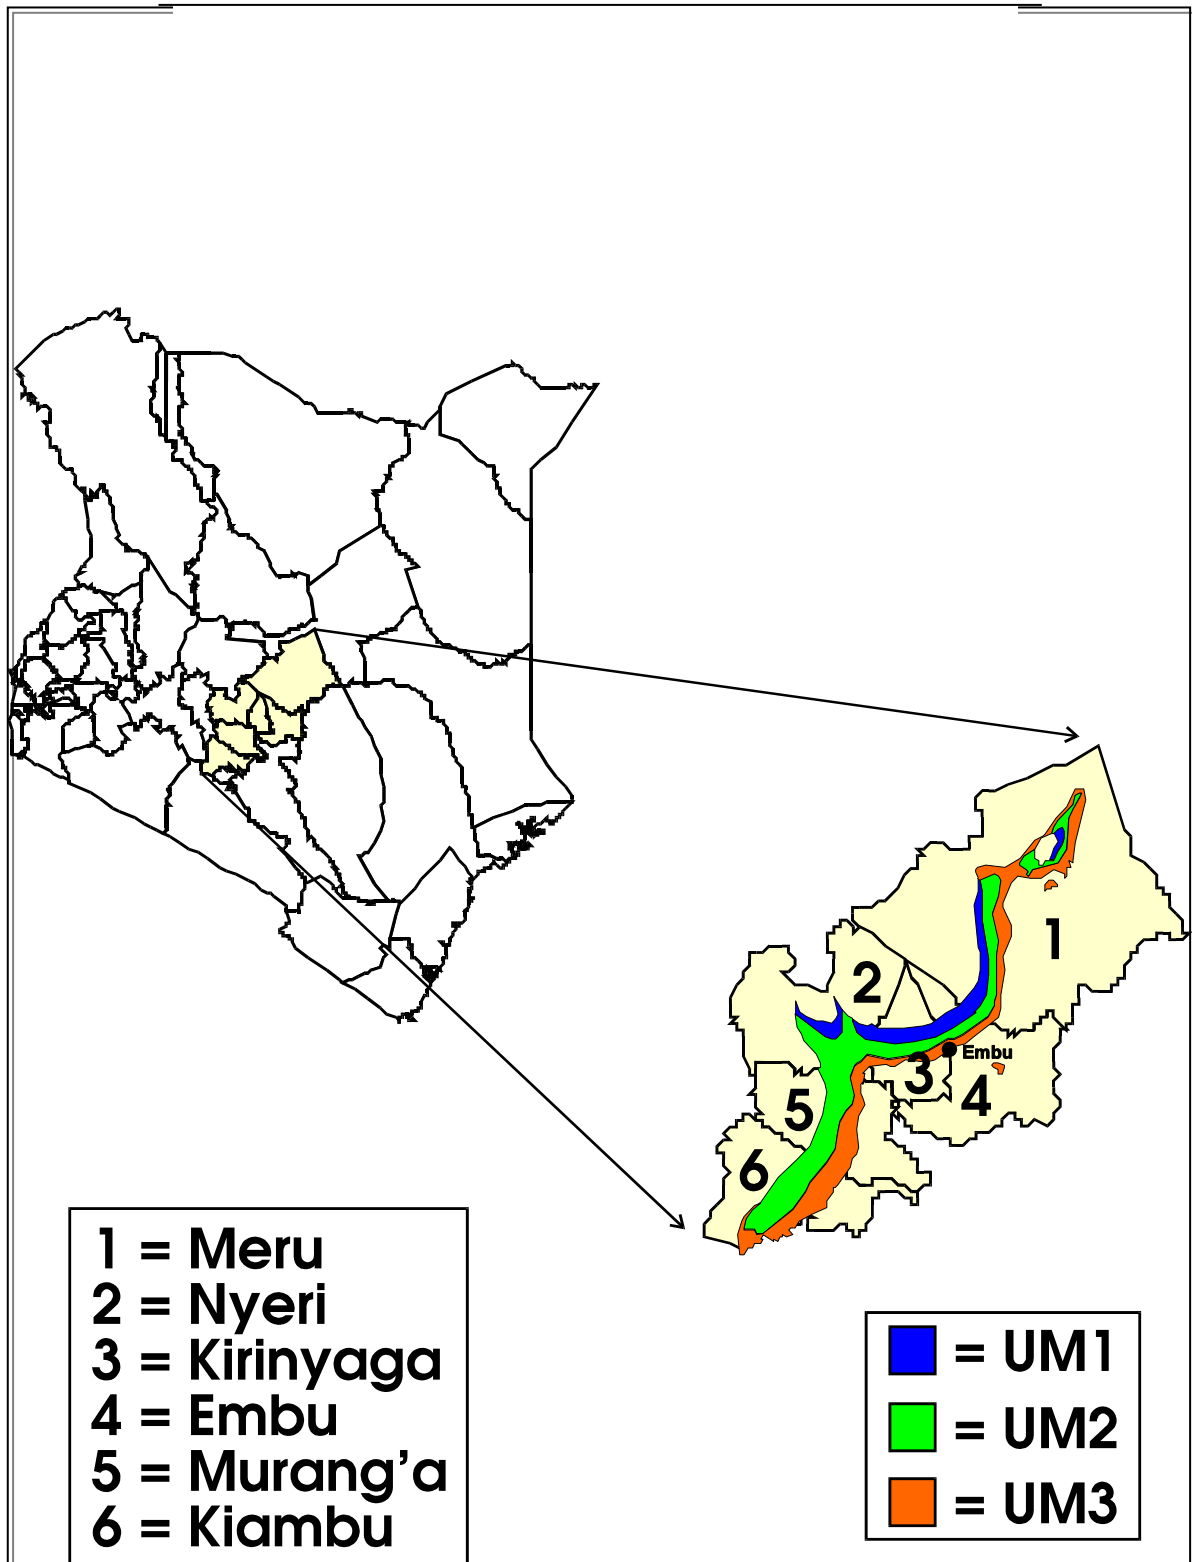 1
2
Embu
3
4
5
6
1 = Meru
2 = Nyeri
3 = Kirinyaga
4 = Embu
5 = Murang’a
6 = Kiambu
= UM1
= UM2
= UM3